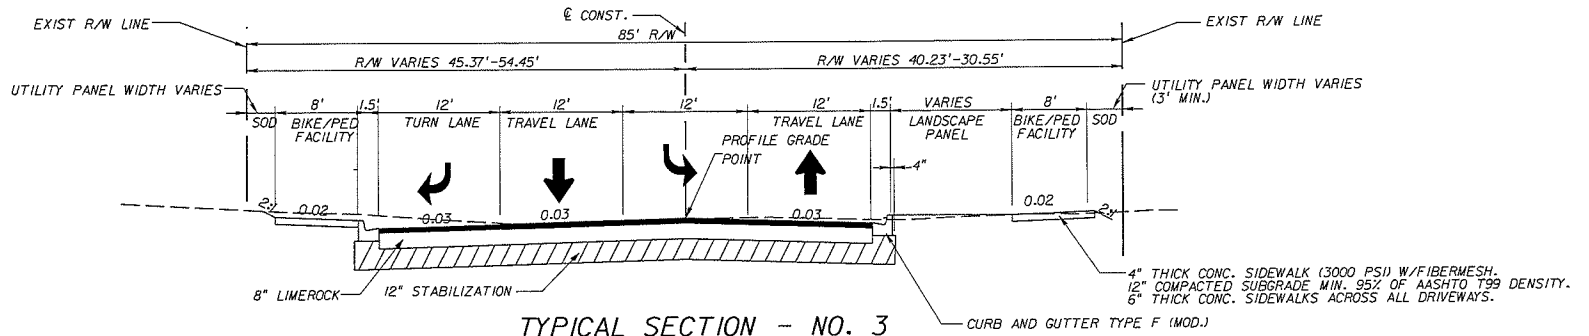 ℄ CONST.
EXIST R/W LINE
EXIST R/W LINE
85' R/W
R/W VARIES 45.37'-54.45'
R/W VARIES 40.23'-30.55'
UTILITY PANEL WIDTH VARIES
UTILITY PANEL WIDTH VARIES
(3' MIN.)
8' 1.5' 12' 12' 12' 12' 1.5' VARIES 8'
SOD BIKE/PED TURN LANE TRAVEL LANE TRAVEL LANE LANDSCAPE BIKE/PED SOD
FACILITY PANEL FACILITY
PROFILE GRADE
POINT
4"
2:1 0.02 0.03 0.03 0.03 0.02 2:1
8" LIMEROCK
12" STABILIZATION
4" THICK CONC. SIDEWALK (3000 PSI) W/FIBERMESH.
12" COMPACTED SUBGRADE MIN. 95% OF AASHTO T99 DENSITY.
6" THICK CONC. SIDEWALKS ACROSS ALL DRIVEWAYS.
CURB AND GUTTER TYPE F (MOD.)
TYPICAL SECTION - NO. 3